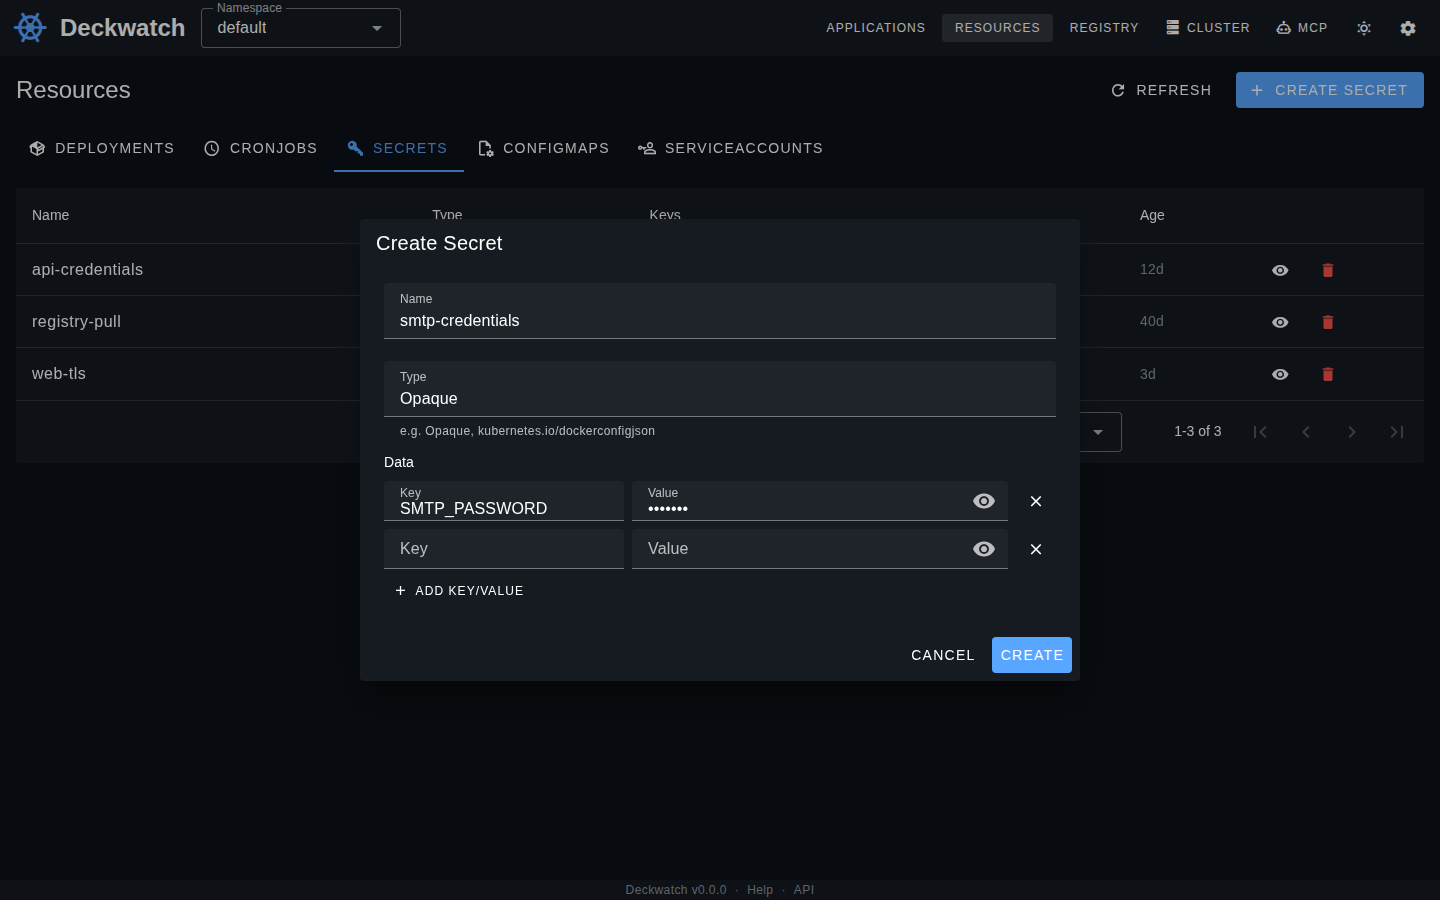 Deckwatch
Namespace
default
APPLICATIONS
RESOURCES
REGISTRY
CLUSTER
MCP
Resources
REFRESH
CREATE SECRET
DEPLOYMENTS
CRONJOBS
SECRETS
CONFIGMAPS
SERVICEACCOUNTS
Name Type Keys Age
api-credentials 12d
registry-pull 40d
web-tls 3d
1-3 of 3
Create Secret
Name
smtp-credentials
Type
Opaque
e.g. Opaque, kubernetes.io/dockerconfigjson
Data
Key Value
SMTP_PASSWORD •••••••
Key Value
ADD KEY/VALUE
CANCEL CREATE
Deckwatch v0.0.0 · Help · API